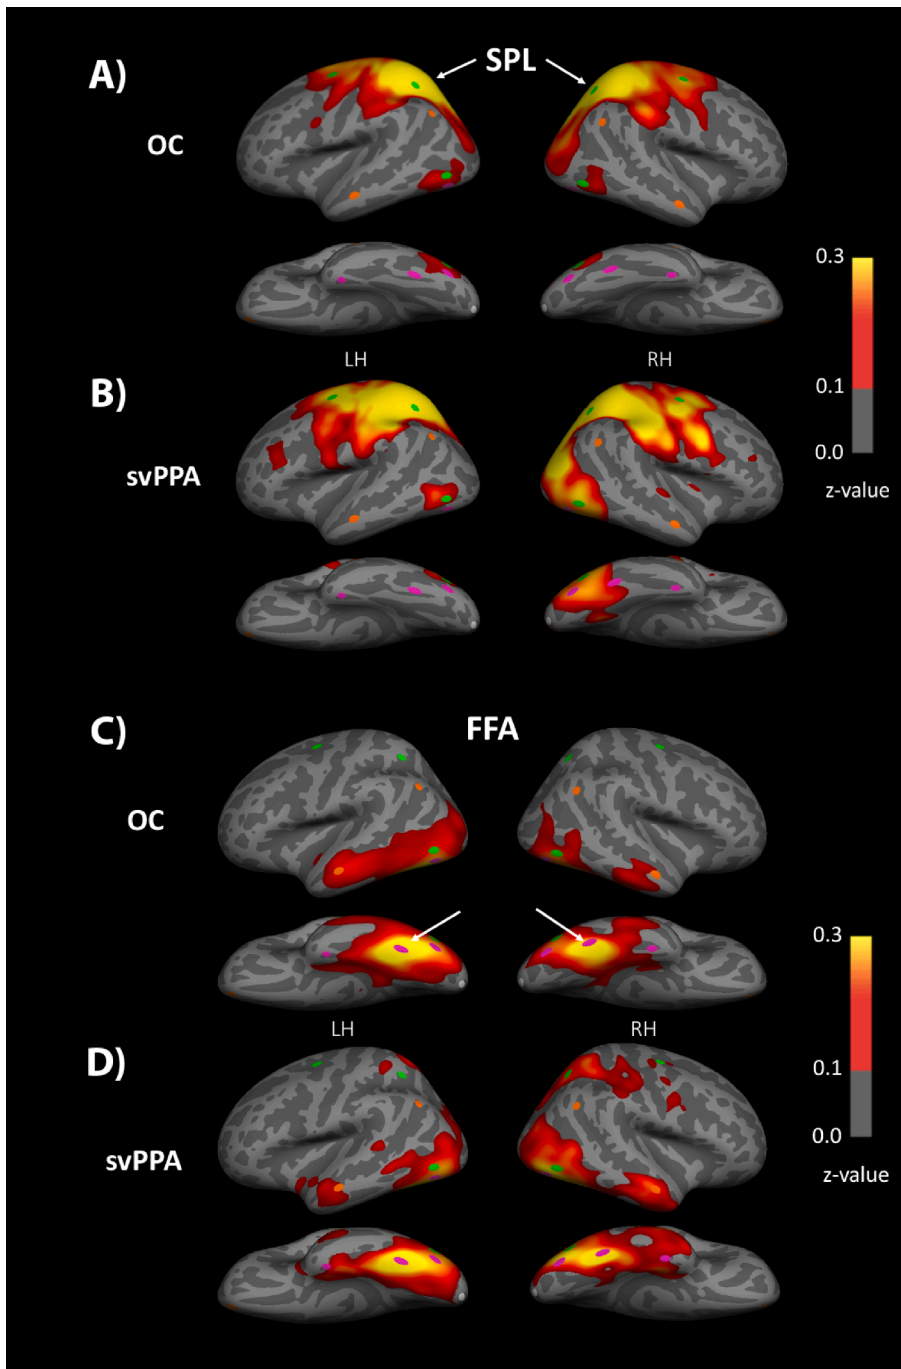 A)
SPL
OC
0.3
0.1
0.0
z-value
LH
RH
B)
svPPA
C)
FFA
OC
0.3
0.1
0.0
z-value
LH
RH
D)
svPPA